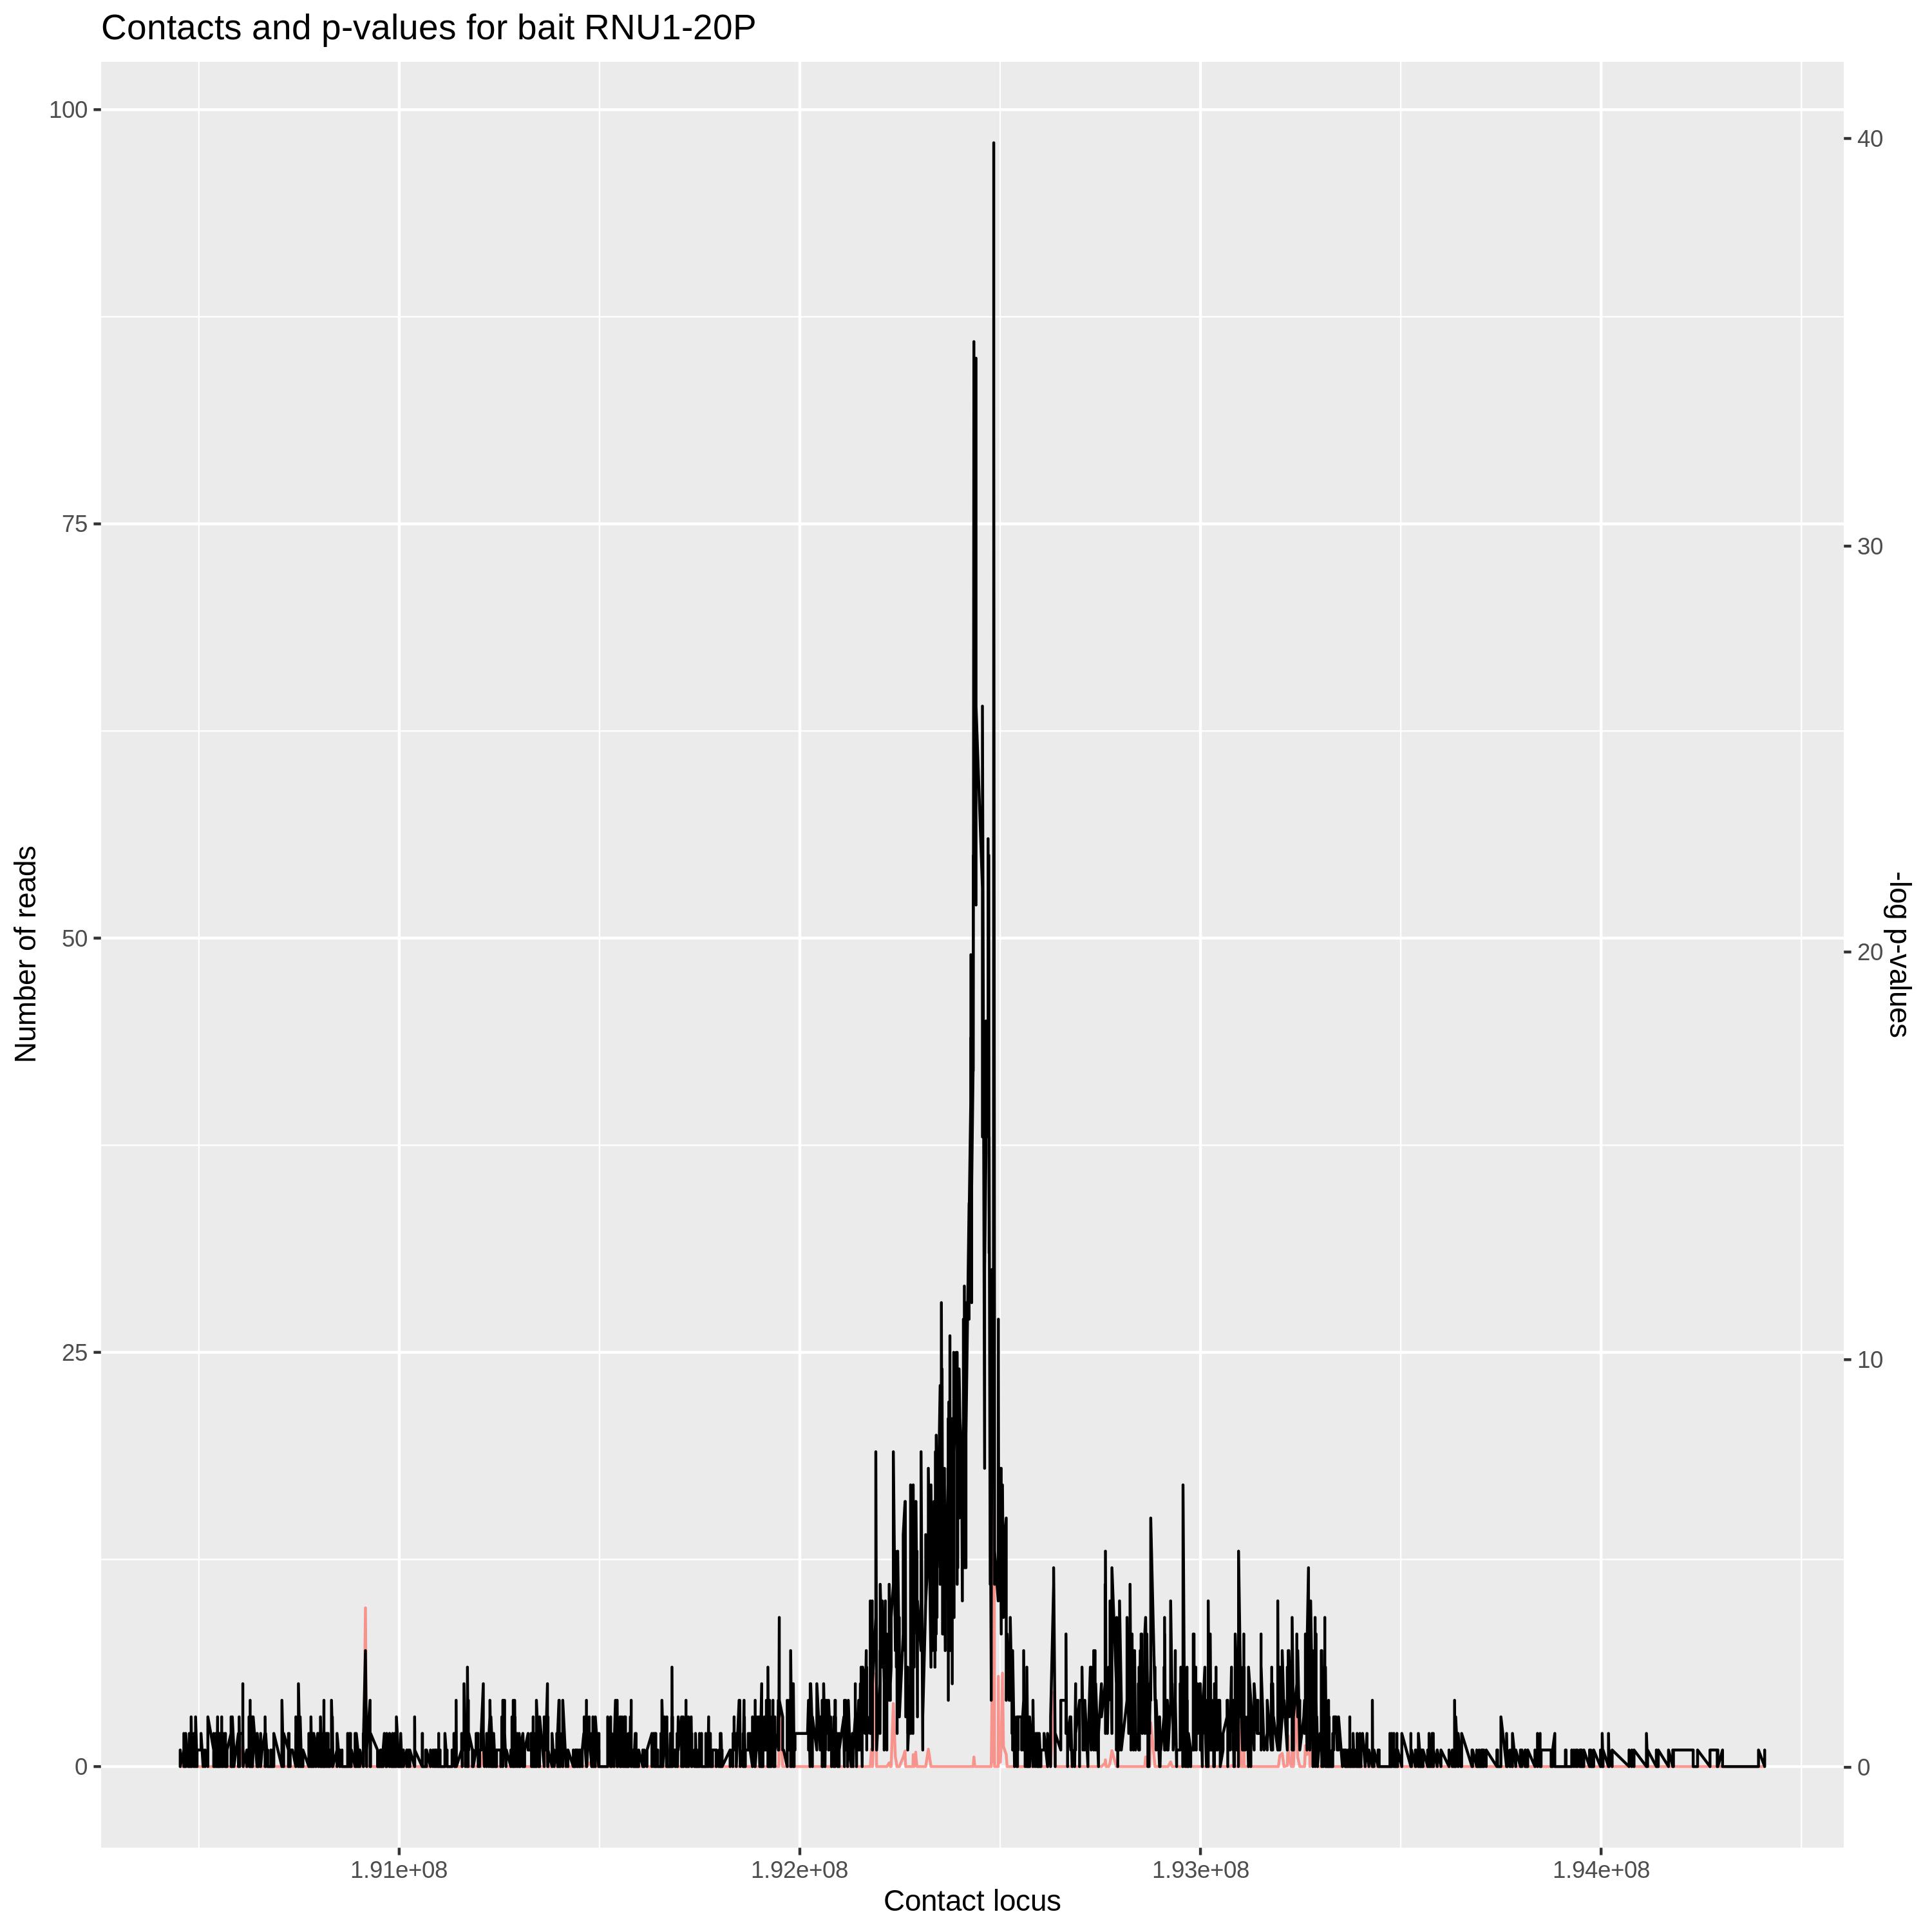 Contacts and p-values for bait RNU1-20P
100
75
50
25
0
Number of reads
40
30
20
10
0
-log p-values
1.91e+08
1.92e+08
1.93e+08
1.94e+08
Contact locus